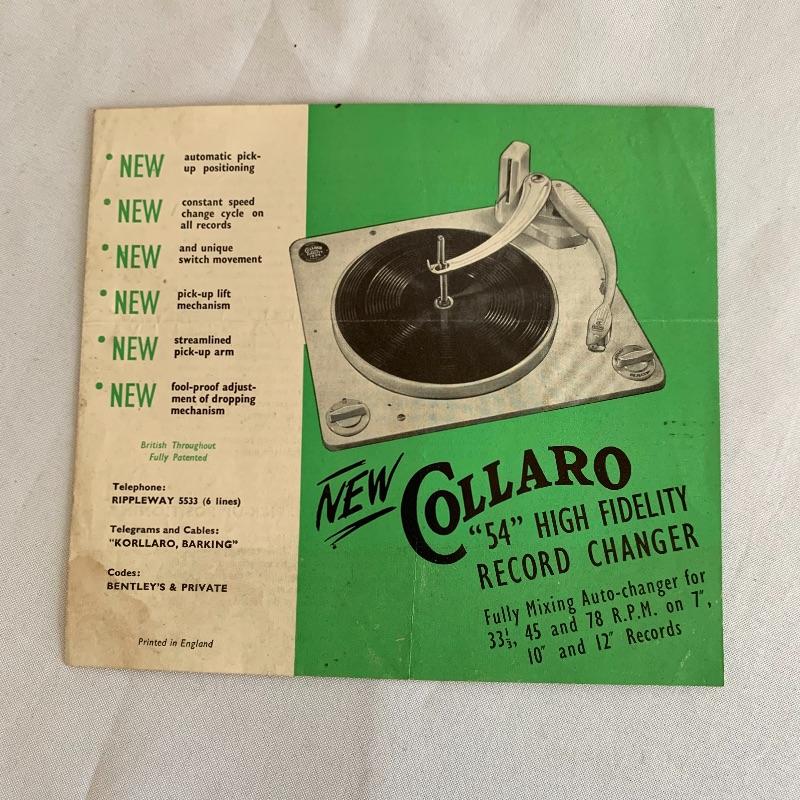 • NEW automatic pick-
up positioning
• NEW constant speed
change cycle on
all records
• NEW and unique
switch movement
• NEW pick-up lift
mechanism
• NEW streamlined
pick-up arm
• NEW fool-proof adjust-
ment of dropping
mechanism
British Throughout
Fully Patented
Telephone:
RIPPLEWAY 5533 (6 lines)
Telegrams and Cables:
"KORLLARO, BARKING"
Codes:
BENTLEY'S & PRIVATE
Printed in England
NEW COLLARO
"54" HIGH FIDELITY
RECORD CHANGER
Fully Mixing Auto-changer for
33⅓, 45 and 78 R.P.M. on 7",
10" and 12" Records